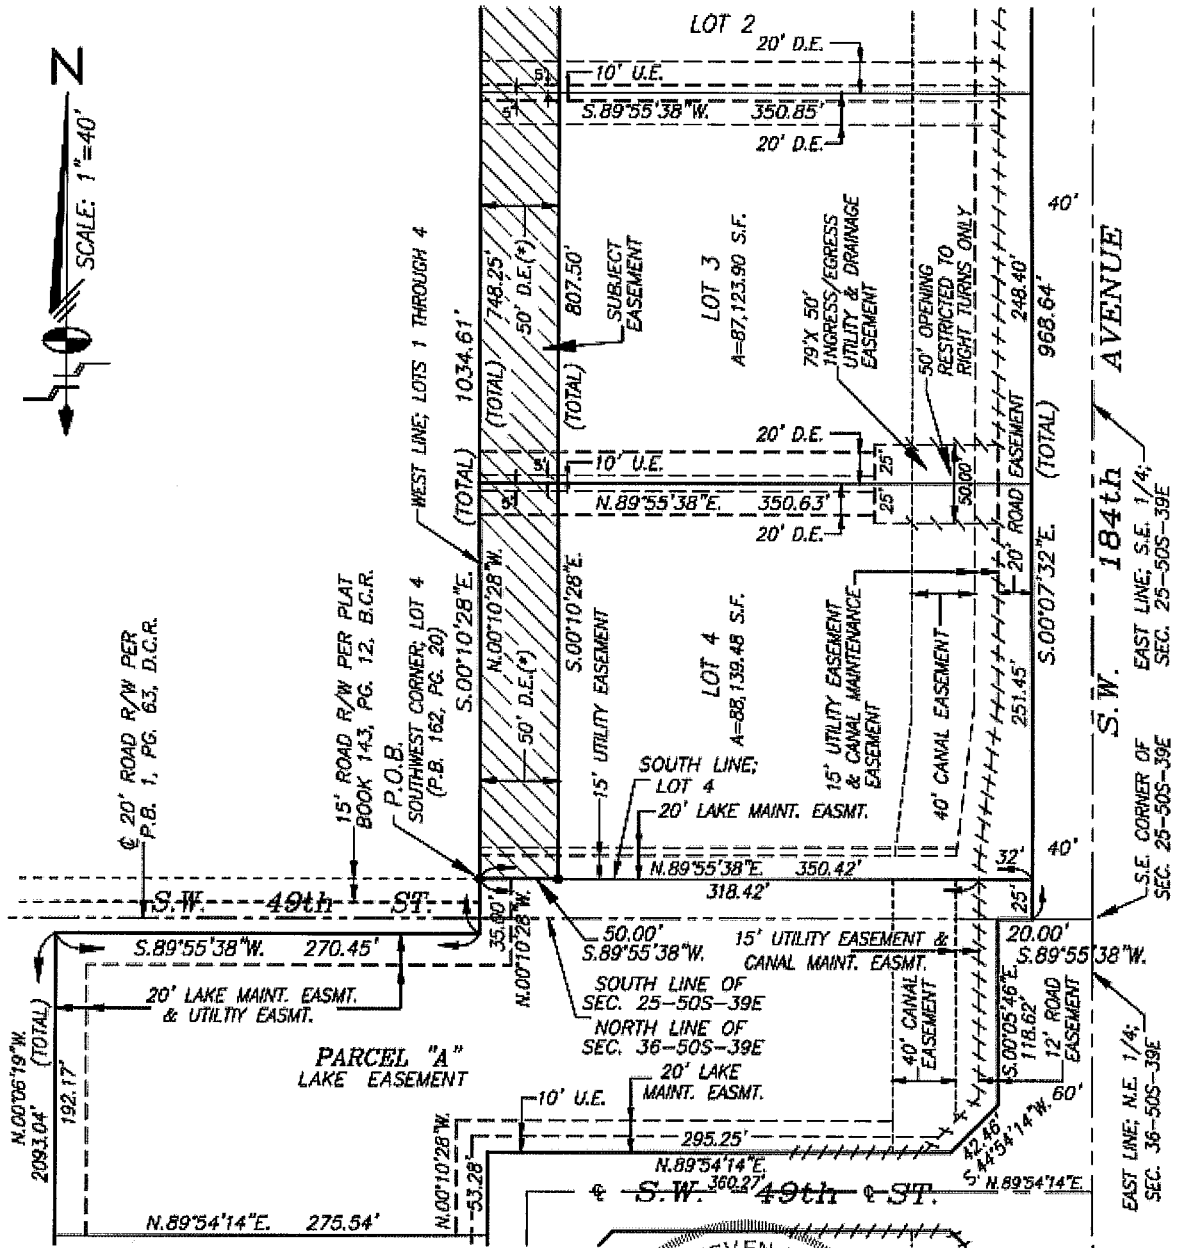 N
SCALE: 1"=40'
LOT 2
20' D.E.
10' U.E.
5'
5'
S.89°55'38"W. 350.85'
20' D.E.
WEST LINE; LOTS 1 THROUGH 4
1034.61'
(TOTAL)
S.00°10'28"E.
748.25'
(TOTAL)
N.00°10'28"W.
50' D.E.(*)
50' D.E.(*)
807.50'
(TOTAL)
S.00°10'28"E.
SUBJECT
EASEMENT
LOT 3
A=87,123.90 S.F.
79'X 50'
INGRESS/EGRESS
UTILITY & DRAINAGE
EASEMENT
50' OPENING
RESTRICTED TO
RIGHT TURNS ONLY
248.40'
40'
968.64'
(TOTAL)
S.00°07'32"E.
S.W. 184th AVENUE
EAST LINE; S.E. 1/4;
SEC. 25-50S-39E
20' D.E.
10' U.E.
5'
5'
N.89°55'38"E. 350.63'
20' D.E.
25'
25'
50.00'
20' ROAD EASEMENT
℄ 20' ROAD R/W PER
P.B. 1, PG. 63, D.C.R.
15' ROAD R/W PER PLAT
BOOK 143, PG. 12, B.C.R.
P.O.B.
SOUTHWEST CORNER; LOT 4
(P.B. 162, PG. 20)
15' UTILITY EASEMENT
LOT 4
A=88,139.48 S.F.
15' UTILITY EASEMENT
& CANAL MAINTENANCE
EASEMENT
40' CANAL EASEMENT
251.45'
SOUTH LINE;
LOT 4
20' LAKE MAINT. EASMT.
40'
S.E. CORNER OF
SEC. 25-50S-39E
N.89°55'38"E. 350.42'
318.42'
32'
25'
S.W. 49th ST.
35.00'
N.00°10'28"W.
50.00'
S.89°55'38"W.
S.89°55'38"W. 270.45'
15' UTILITY EASEMENT &
CANAL MAINT. EASMT.
20.00'
S.89°55'38"W.
SOUTH LINE OF
SEC. 25-50S-39E
NORTH LINE OF
SEC. 36-50S-39E
20' LAKE MAINT. EASMT.
& UTILTIY EASMT.
N.00°06'19"W.
2093.04' (TOTAL)
192.17'
PARCEL "A"
LAKE EASEMENT
40' CANAL
EASEMENT
S.00°05'46"E.
118.62'
12' ROAD
EASEMENT
60'
EAST LINE; N.E. 1/4;
SEC. 36-50S-39E
20' LAKE
MAINT. EASMT.
10' U.E.
295.25'
N.89°54'14"E.
360.27'
42.46'
S.44°54'14"W.
N.89°54'14"E.
5'
℄ S.W. 49th ℄ ST.
N.00°10'28"W.
53.28'
N.89°54'14"E. 275.54'